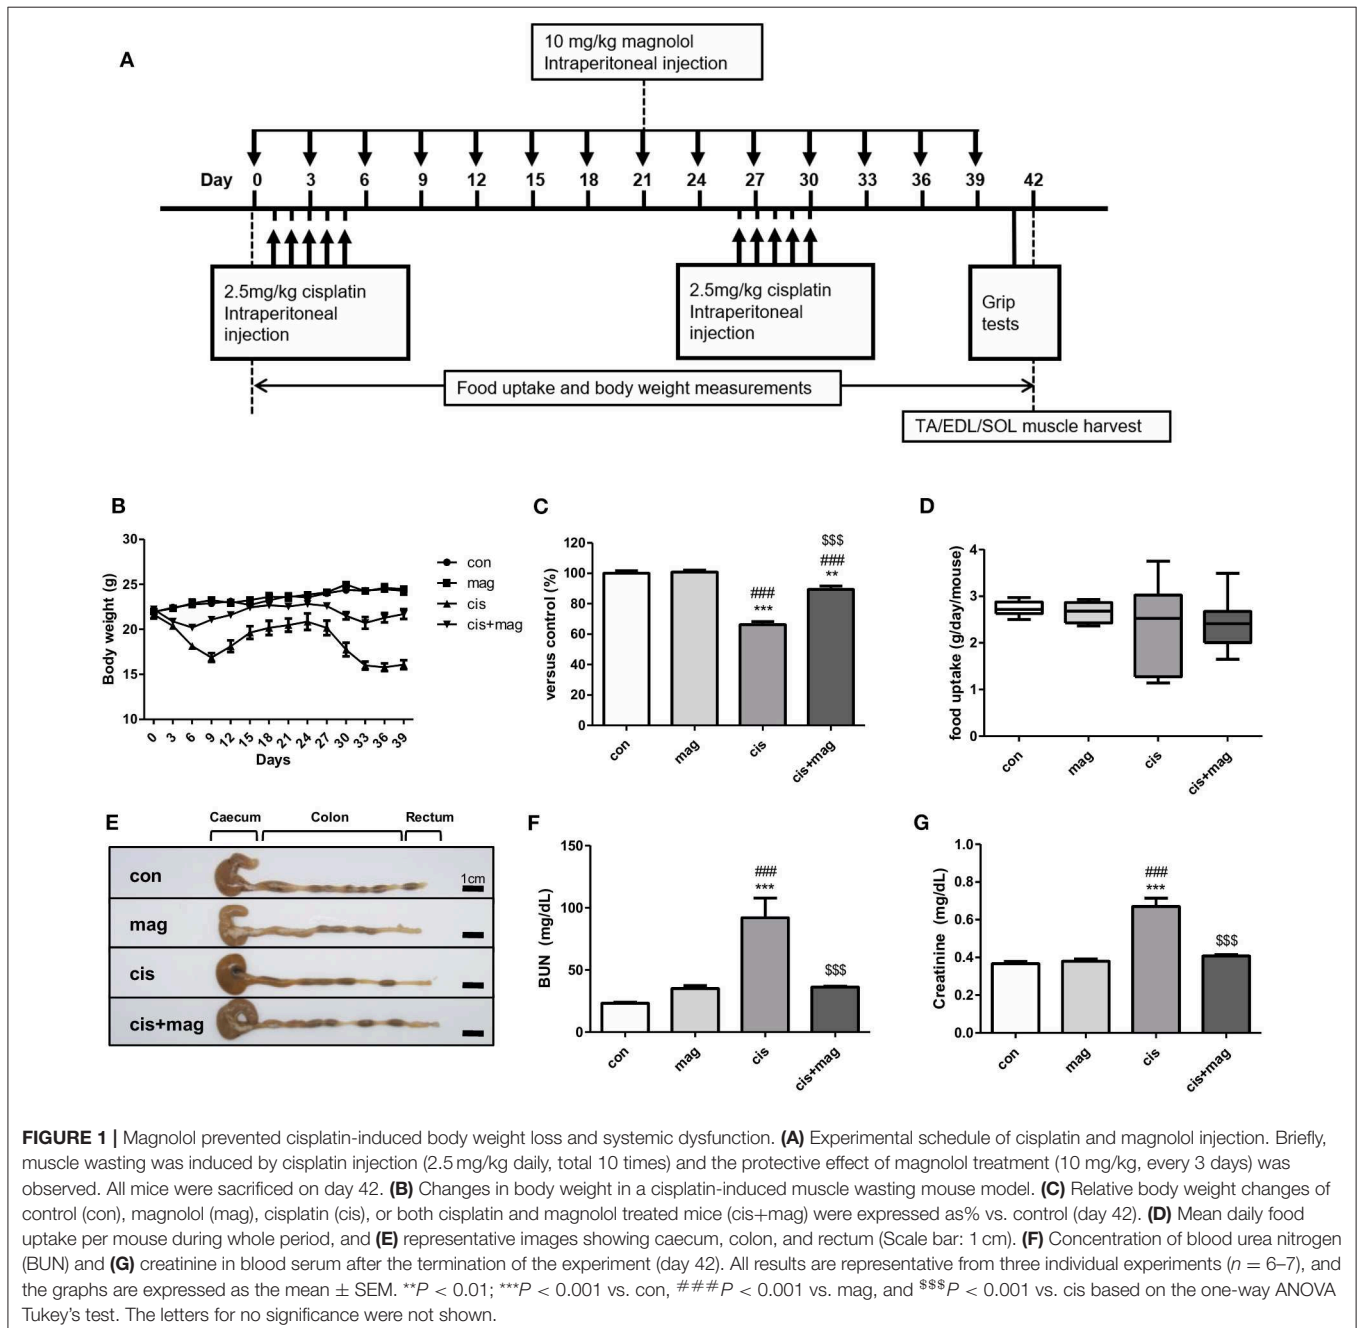 A
10 mg/kg magnolol
Intraperitoneal injection
Day 0 3 6 9 12 15 18 21 24 27 30 33 36 39 42
2.5mg/kg cisplatin
Intraperitoneal
injection
2.5mg/kg cisplatin
Intraperitoneal
injection
Grip
tests
Food uptake and body weight measurements
TA/EDL/SOL muscle harvest
B
Body weight (g)
30
25
20
15
10
0 3 6 9 12 15 18 21 24 27 30 33 36 39
Days
con
mag
cis
cis+mag
C
versus control (%)
120
100
80
60
40
20
0
###
***
$$$
###
**
con mag cis cis+mag
D
food uptake (g/day/mouse)
4
3
2
1
0
con mag cis cis+mag
E
Caecum Colon Rectum
con
1cm
mag
cis
cis+mag
F
BUN (mg/dL)
150
100
50
0
###
***
$$$
con mag cis cis+mag
G
Creatinine (mg/dL)
1.0
0.8
0.6
0.4
0.2
0.0
###
***
$$$
con mag cis cis+mag
FIGURE 1 | Magnolol prevented cisplatin-induced body weight loss and systemic dysfunction. (A) Experimental schedule of cisplatin and magnolol injection. Briefly,
muscle wasting was induced by cisplatin injection (2.5 mg/kg daily, total 10 times) and the protective effect of magnolol treatment (10 mg/kg, every 3 days) was
observed. All mice were sacrificed on day 42. (B) Changes in body weight in a cisplatin-induced muscle wasting mouse model. (C) Relative body weight changes of
control (con), magnolol (mag), cisplatin (cis), or both cisplatin and magnolol treated mice (cis+mag) were expressed as% vs. control (day 42). (D) Mean daily food
uptake per mouse during whole period, and (E) representative images showing caecum, colon, and rectum (Scale bar: 1 cm). (F) Concentration of blood urea nitrogen
(BUN) and (G) creatinine in blood serum after the termination of the experiment (day 42). All results are representative from three individual experiments (n = 6–7), and
the graphs are expressed as the mean ± SEM. **P < 0.01; ***P < 0.001 vs. con, ###P < 0.001 vs. mag, and $$$P < 0.001 vs. cis based on the one-way ANOVA
Tukey's test. The letters for no significance were not shown.